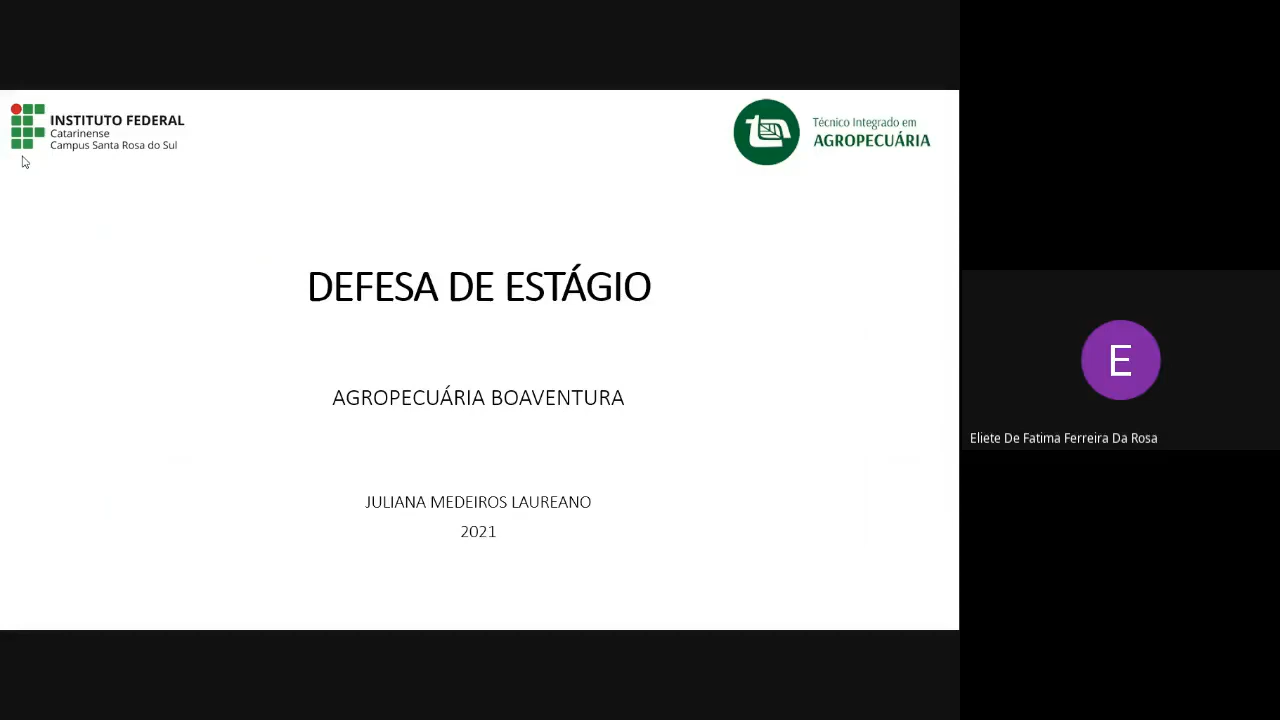 INSTITUTO FEDERAL
Catarinense
Campus Santa Rosa do Sul
Técnico Integrado em
AGROPECUÁRIA
DEFESA DE ESTÁGIO
AGROPECUÁRIA BOAVENTURA
JULIANA MEDEIROS LAUREANO
2021
E
Eliete De Fatima Ferreira Da Rosa